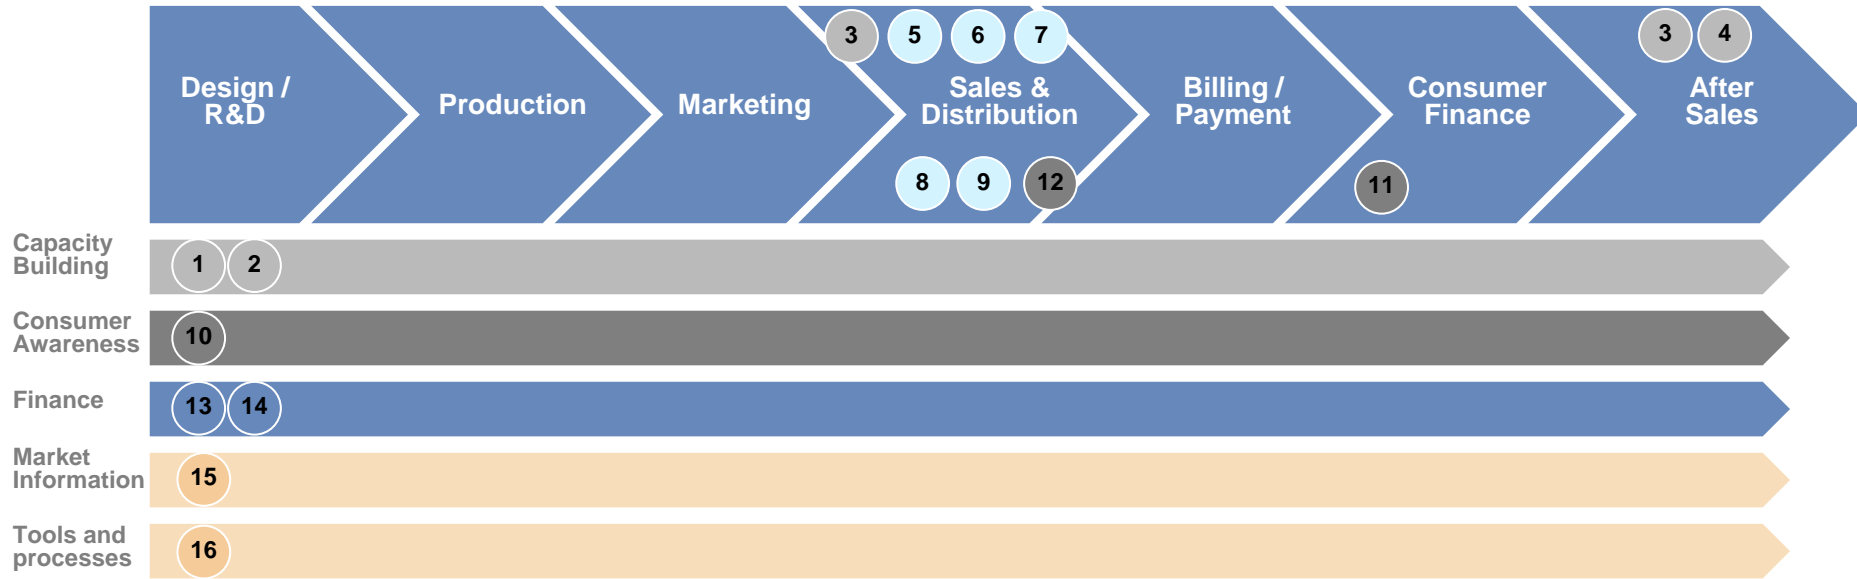 3 5 6 7
3 4
Design /
R&D
Production
Marketing
Sales &
Distribution
Billing /
Payment
Consumer
Finance
After
Sales
8 9 12
11
Capacity
Building
1 2
Consumer
Awareness
10
Finance
13 14
Market
Information
15
Tools and
processes
16